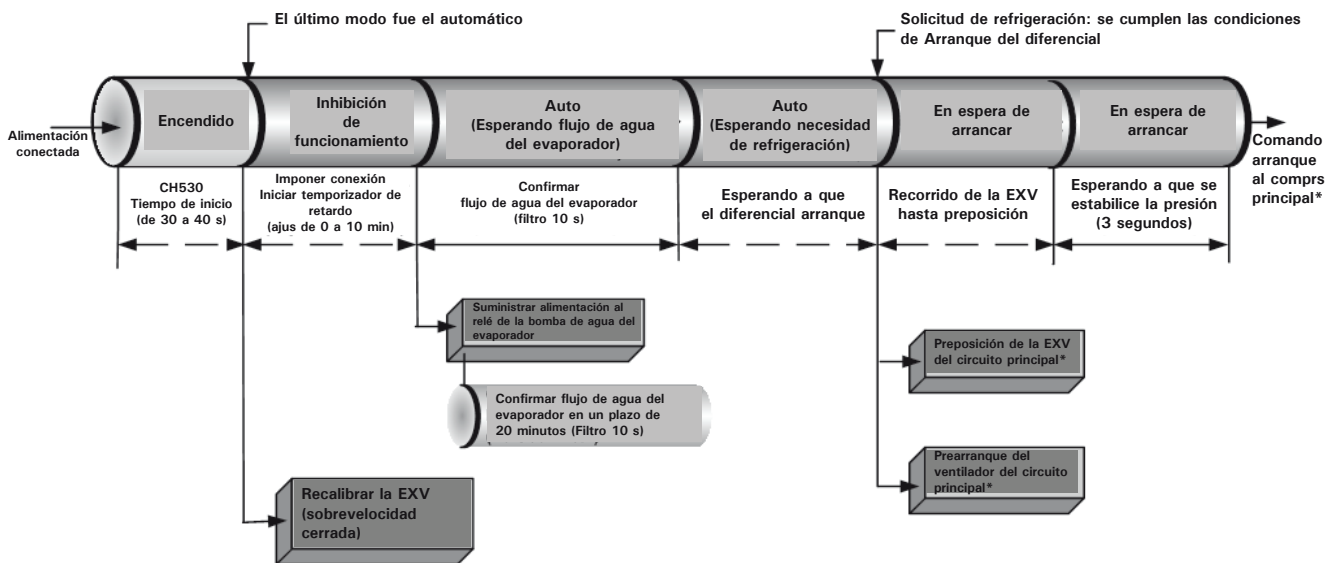 El último modo fue el automático
Solicitud de refrigeración: se cumplen las condiciones
de Arranque del diferencial
Alimentación
conectada
Encendido
Inhibición
de
funcionamiento
Auto
(Esperando flujo de agua
del evaporador)
Auto
(Esperando necesidad
de refrigeración)
En espera de
arrancar
En espera de
arrancar
Comando
arranque
al comprs
principal*
CH530
Tiempo de inicio
(de 30 a 40 s)
Imponer conexión
Iniciar temporizador de
retardo
(ajus de 0 a 10 min)
Confirmar
flujo de agua del evaporador
(filtro 10 s)
Esperando a que
el diferencial arranque
Recorrido de la EXV
hasta preposición
Esperando a que se
estabilice la presión
(3 segundos)
Suministrar alimentación al
relé de la bomba de agua del
evaporador
Confirmar flujo de agua del
evaporador en un plazo de
20 minutos (Filtro 10 s)
Recalibrar la EXV
(sobrevelocidad
cerrada)
Preposición de la EXV
del circuito principal*
Prearranque del
ventilador del circuito
principal*